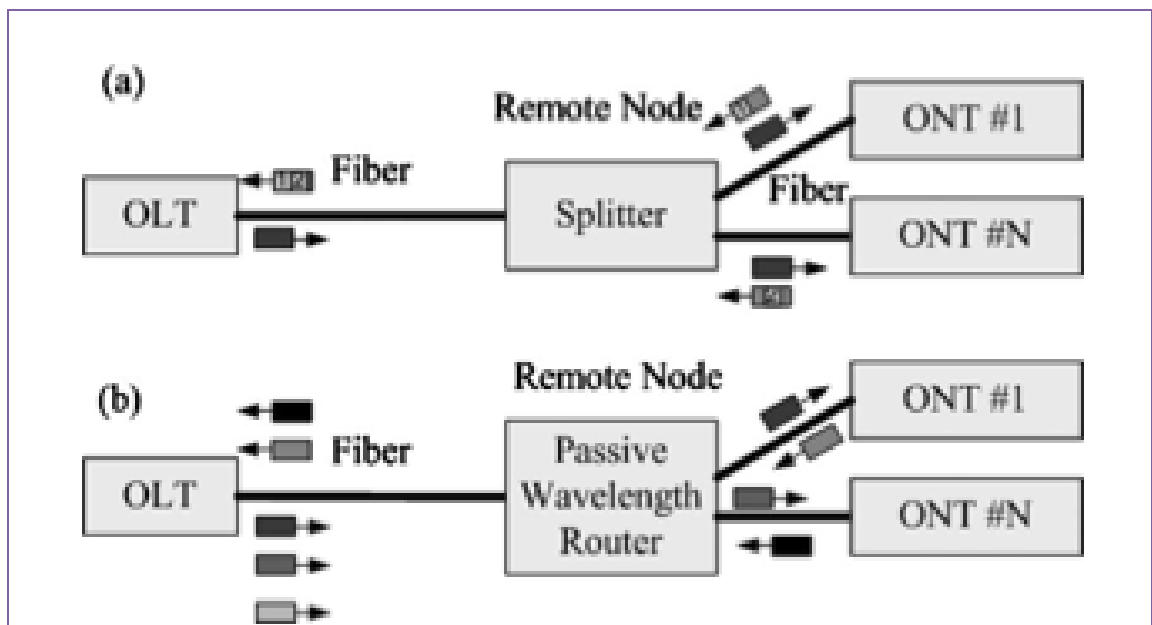 (a)
Remote Node
ONT #1
Fiber
OLT
Splitter
Fiber
ONT #N
(b)
Remote Node
ONT #1
Fiber
OLT
Passive
Wavelength
Router
ONT #N